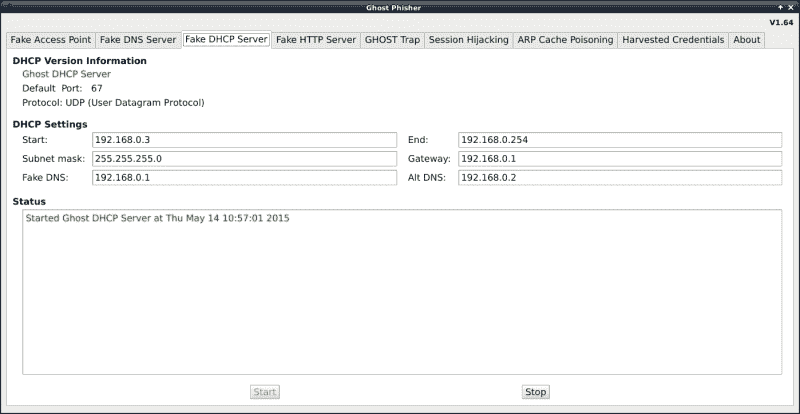 Ghost Phisher
V1.64
Fake Access Point Fake DNS Server Fake DHCP Server Fake HTTP Server GHOST Trap Session Hijacking ARP Cache Poisoning Harvested Credentials About
DHCP Version Information
Ghost DHCP Server
Default Port: 67
Protocol: UDP (User Datagram Protocol)
DHCP Settings
Start: 192.168.0.3 End: 192.168.0.254
Subnet mask: 255.255.255.0 Gateway: 192.168.0.1
Fake DNS: 192.168.0.1 Alt DNS: 192.168.0.2
Status
Started Ghost DHCP Server at Thu May 14 10:57:01 2015
Start Stop